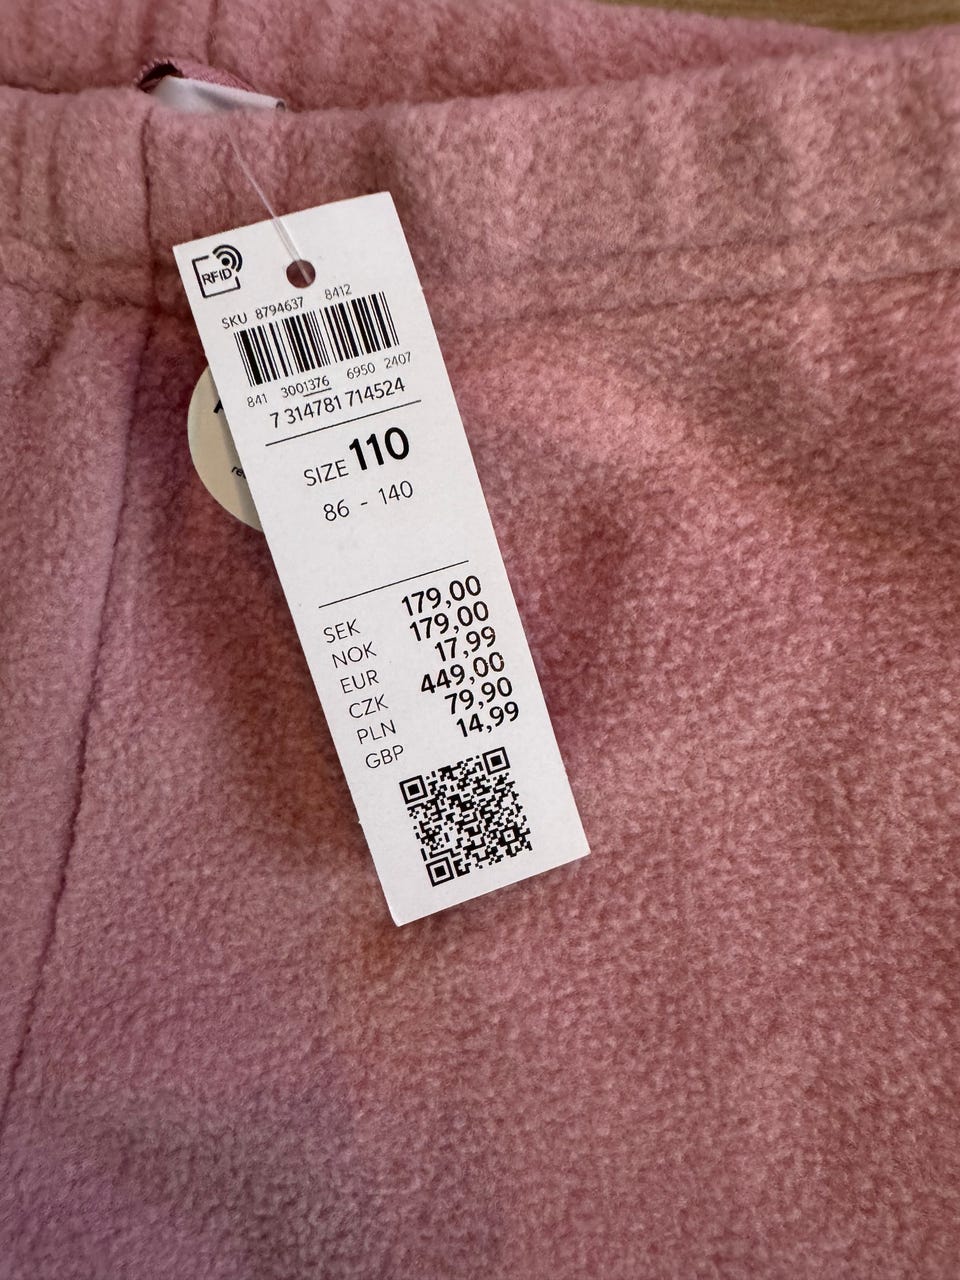 RFID
SKU 8794637 8412
841 3001376 6950 2407
7 314781 714524
SIZE 110
86 - 140
SEK 179,00
NOK 179,00
EUR 17,99
CZK 449,00
PLN 79,90
GBP 14,99